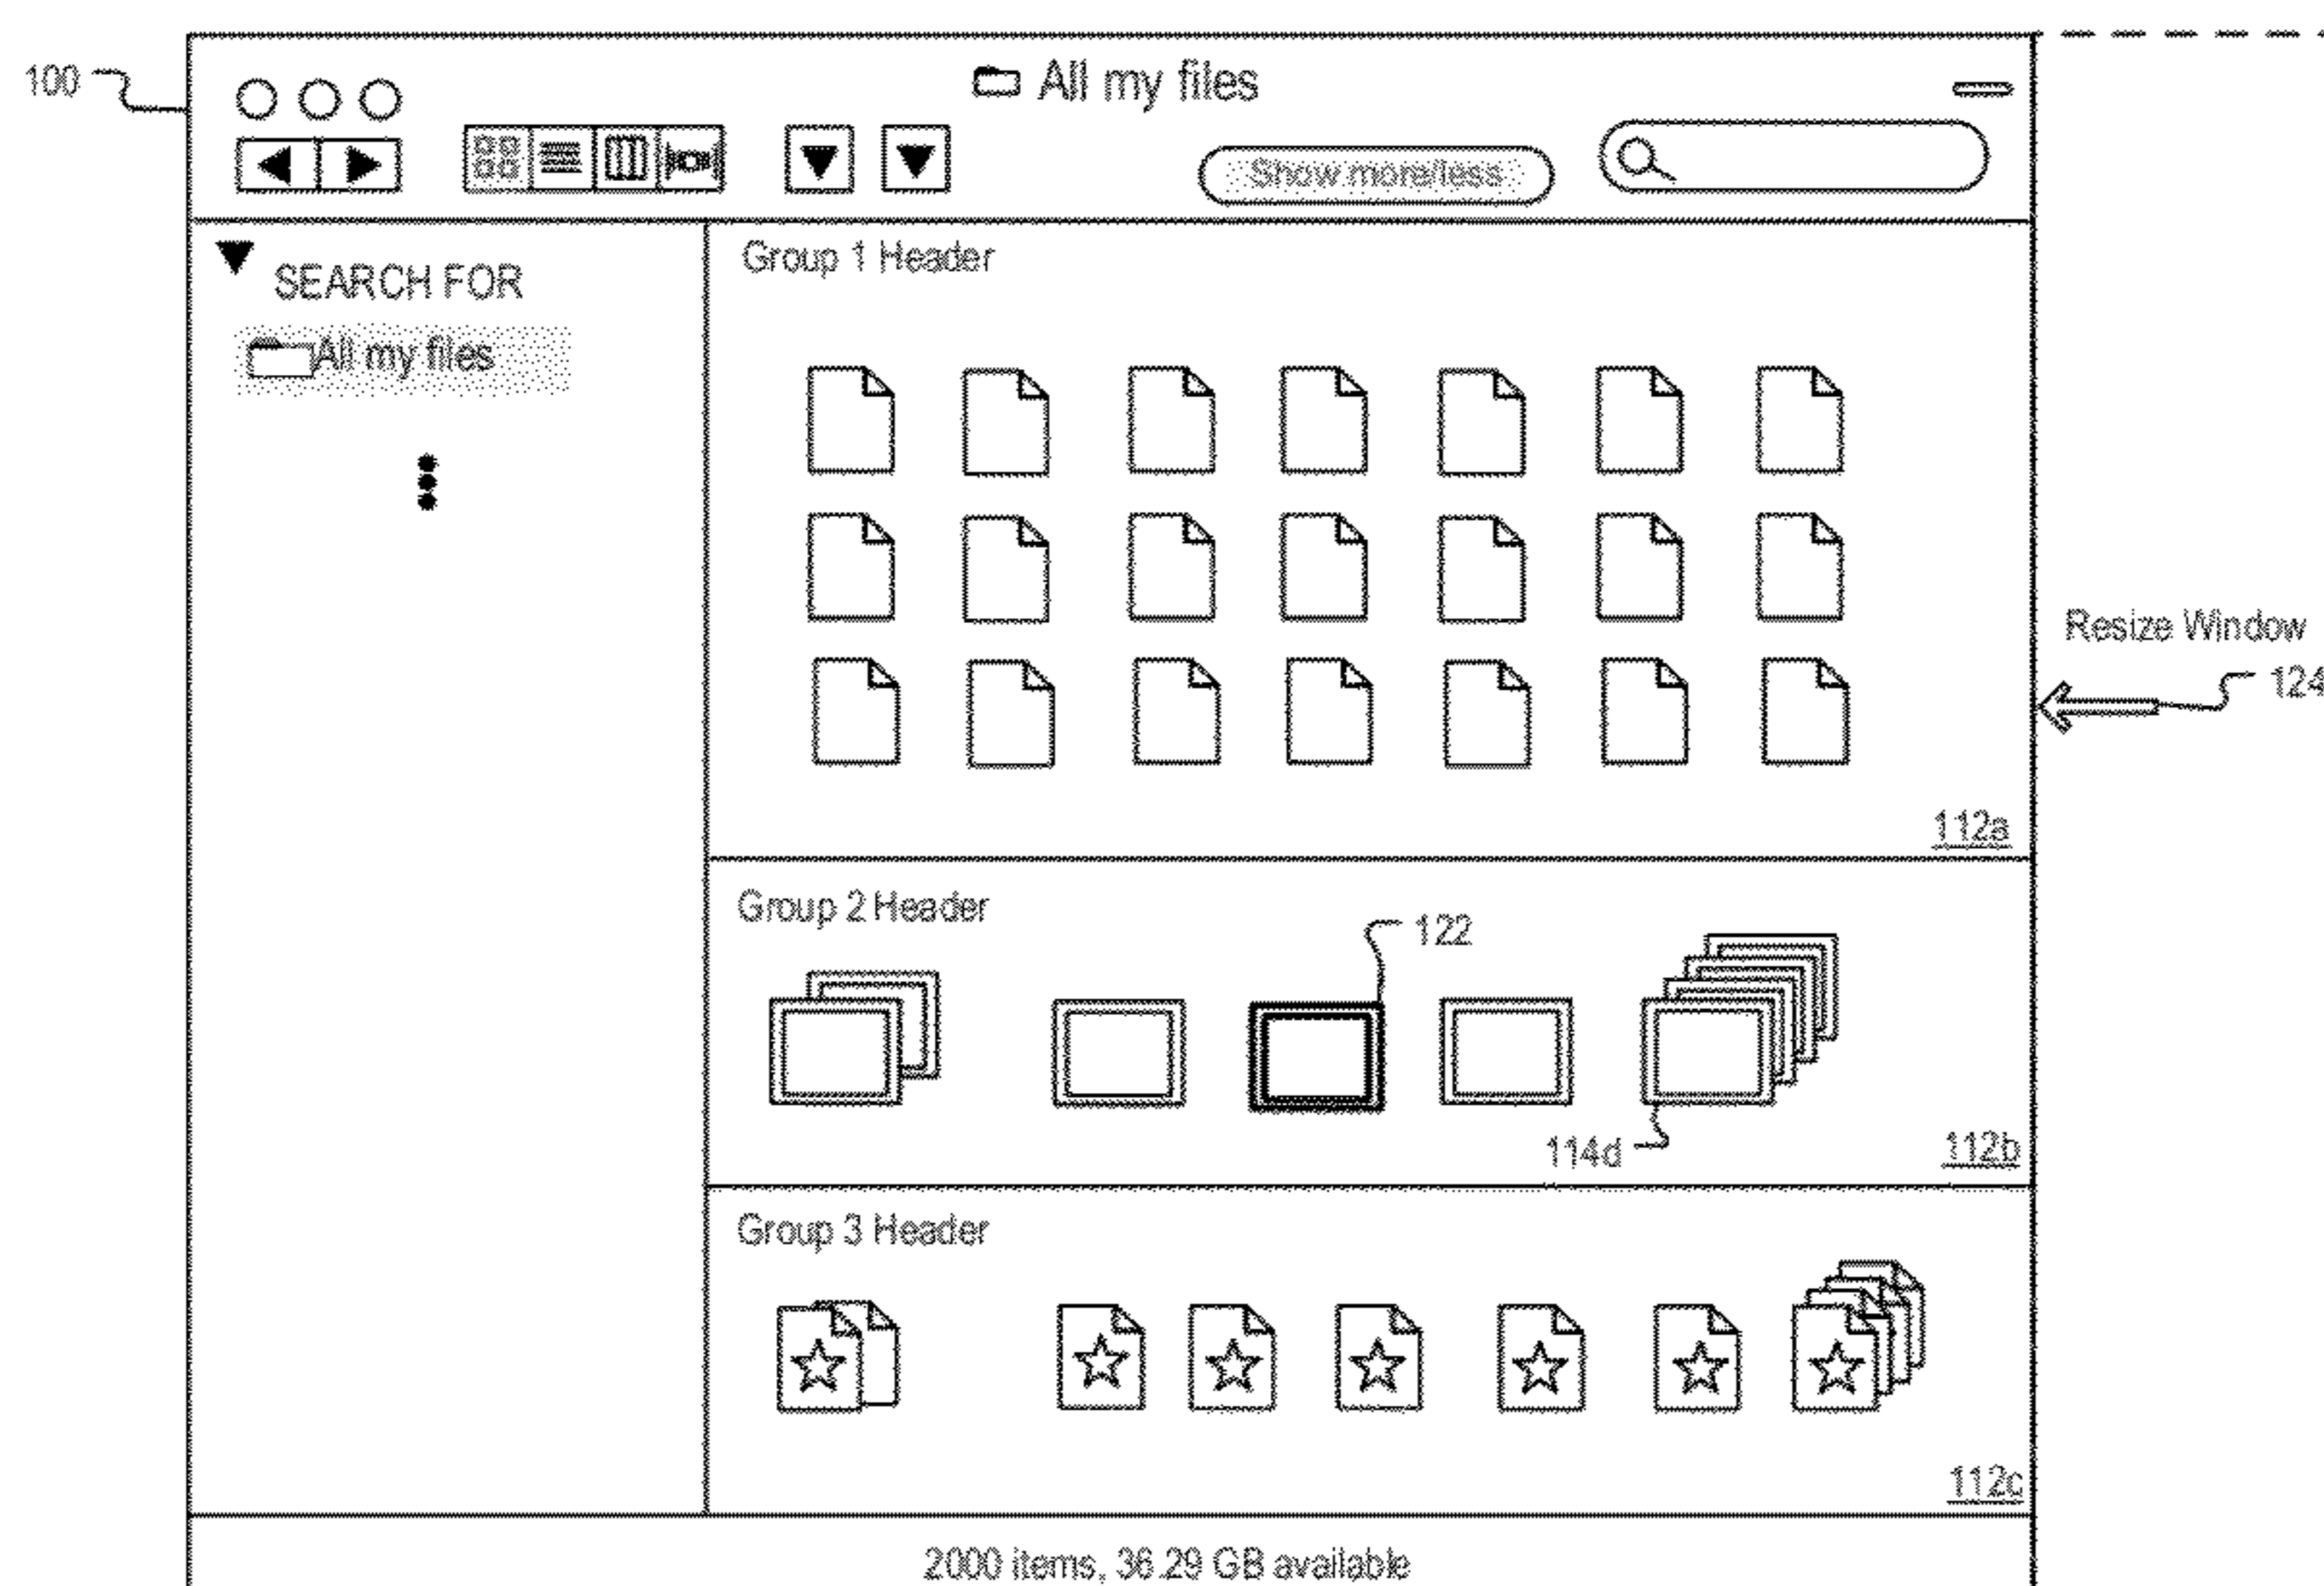 100
All my files
Show more/less
SEARCH FOR
All my files
Group 1 Header
Resize Window
124
112a
Group 2 Header
122
114d
112b
Group 3 Header
112c
2000 items, 36.29 GB available